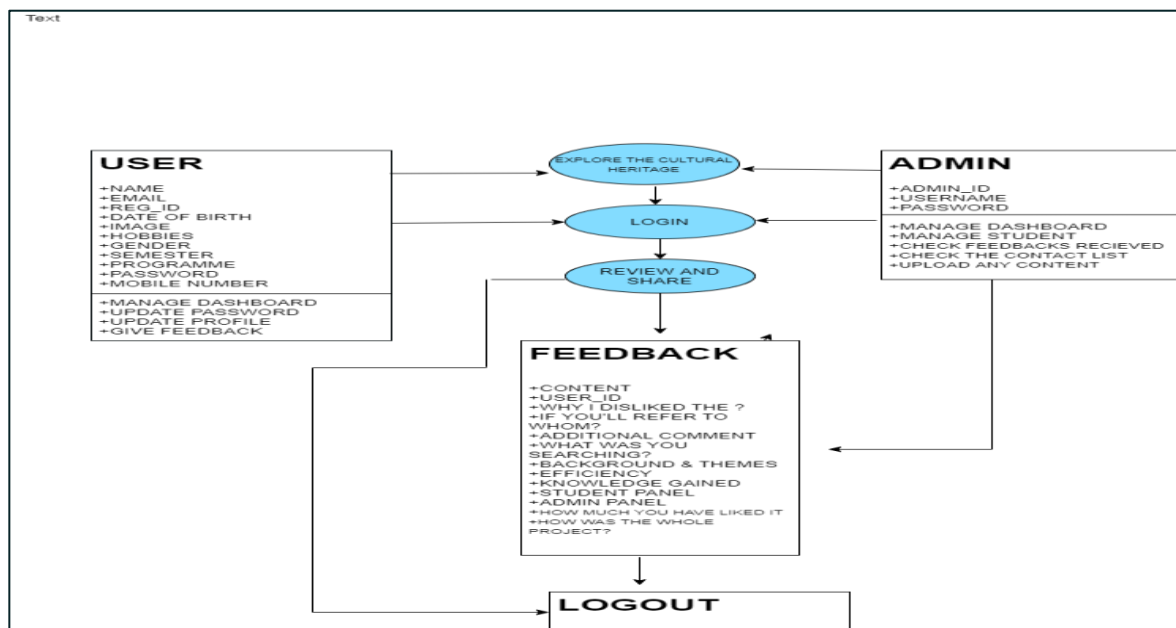 Text
USER
+NAME
+EMAIL
+REG_ID
+DATE OF BIRTH
+IMAGE
+HOBBIES
+GENDER
+SEMESTER
+PROGRAMME
+PASSWORD
+MOBILE NUMBER
+MANAGE DASHBOARD
+UPDATE PASSWORD
+UPDATE PROFILE
+GIVE FEEDBACK
EXPLORE THE CULTURAL
HERITAGE
LOGIN
REVIEW AND
SHARE
ADMIN
+ADMIN_ID
+USERNAME
+PASSWORD
+MANAGE DASHBOARD
+MANAGE STUDENT
+CHECK FEEDBACKS RECIEVED
+CHECK THE CONTACT LIST
+UPLOAD ANY CONTENT
FEEDBACK
+CONTENT
+USER_ID
+WHY I DISLIKED THE ?
+IF YOU'LL REFER TO
WHOM?
+ADDITIONAL COMMENT
+WHAT WAS YOU
SEARCHING?
+BACKGROUND & THEMES
+EFFICIENCY
+KNOWLEDGE GAINED
+STUDENT PANEL
+ADMIN PANEL
+HOW MUCH YOU HAVE LIKED IT
+HOW WAS THE WHOLE
PROJECT?
LOGOUT